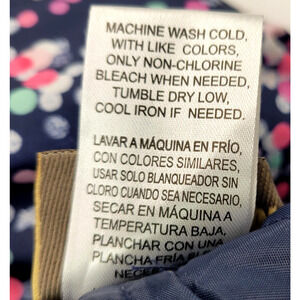 MACHINE WASH COLD,
WITH LIKE COLORS,
ONLY NON-CHLORINE
BLEACH WHEN NEEDED,
TUMBLE DRY LOW,
COOL IRON IF NEEDED.
LAVAR A MÁQUINA EN FRÍO,
CON COLORES SIMILARES,
USAR SOLO BLANQUEADOR SIN
CLORO CUANDO SEA NECESARIO,
SECAR EN MÁQUINA A
TEMPERATURA BAJA,
PLANCHAR CON UNA
PLANCHA FRÍA